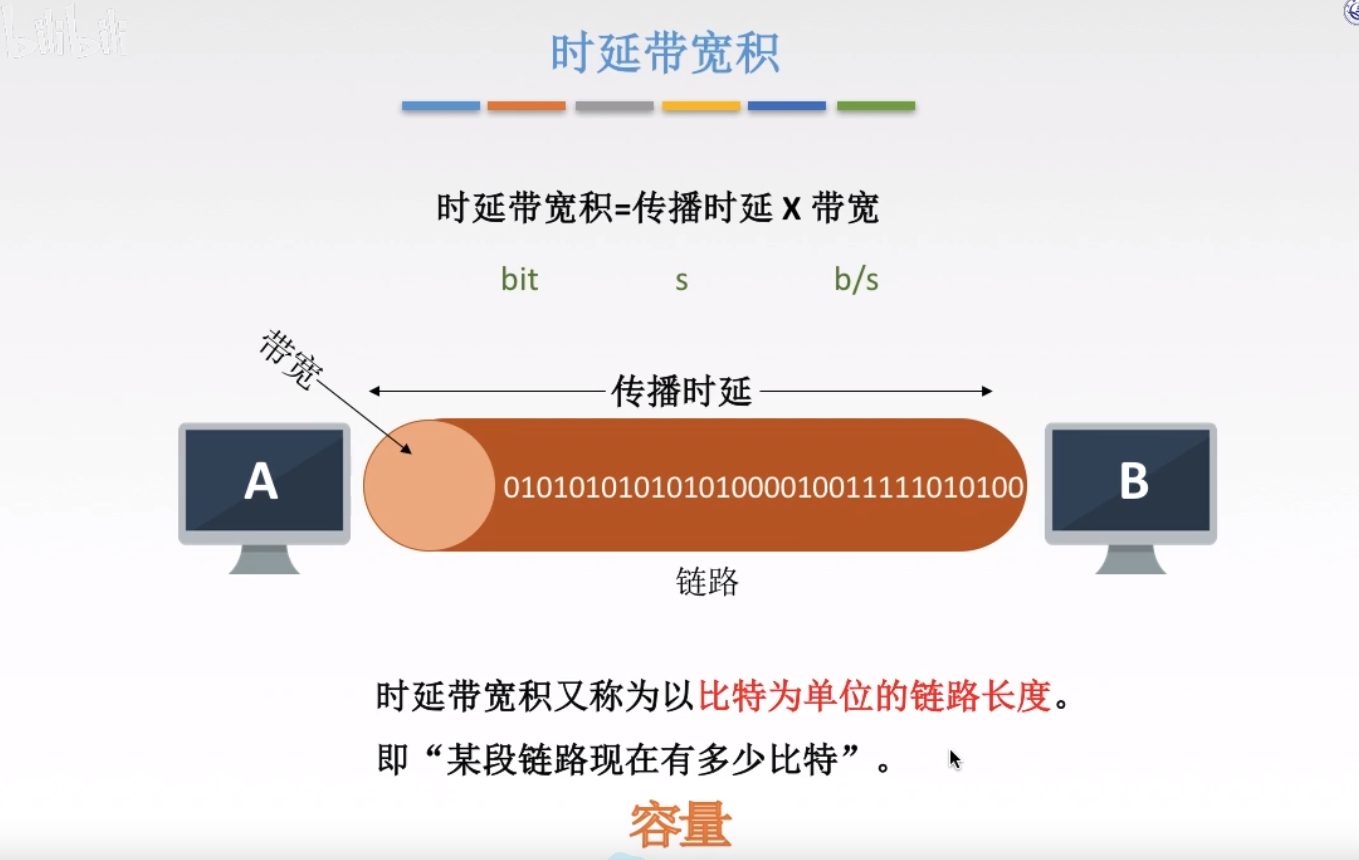 bilibili
时延带宽积
时延带宽积=传播时延 X 带宽
bit s b/s
带宽
传播时延
A
01010101010101000010011111010100
B
链路
时延带宽积又称为以比特为单位的链路长度。
即“某段链路现在有多少比特”。
容量